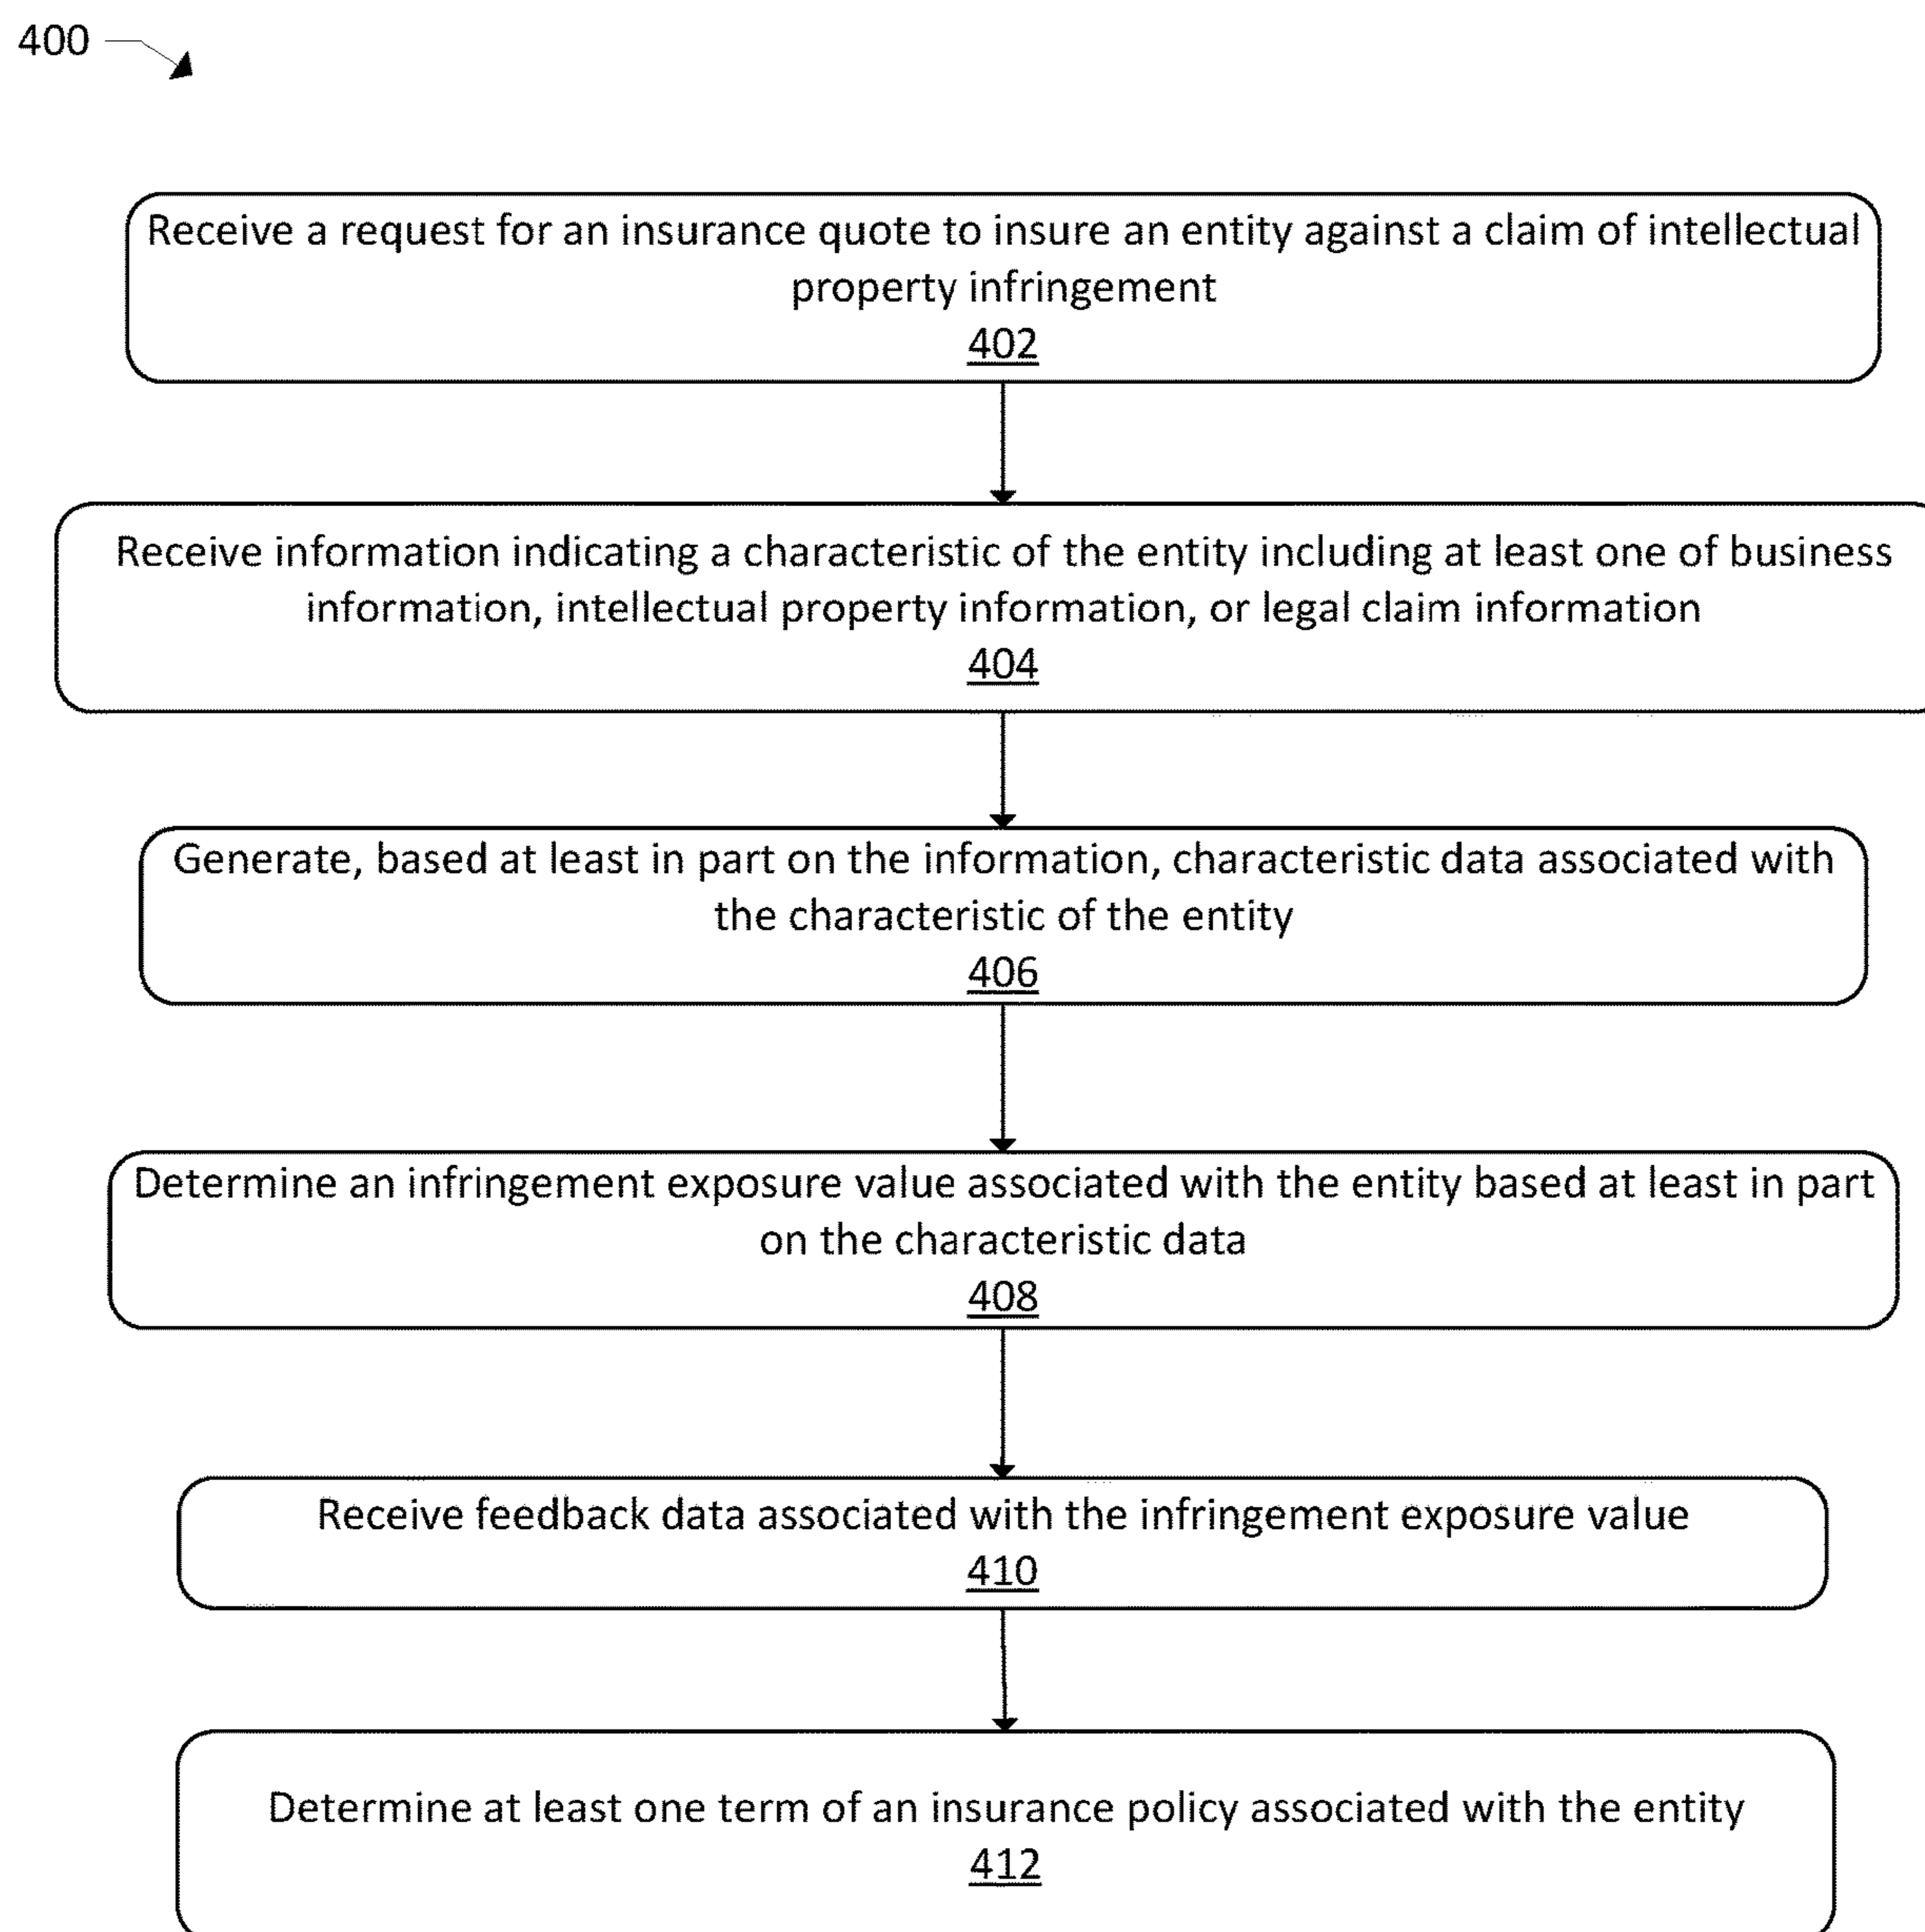 400
Receive a request for an insurance quote to insure an entity against a claim of intellectual
property infringement
402
Receive information indicating a characteristic of the entity including at least one of business
information, intellectual property information, or legal claim information
404
Generate, based at least in part on the information, characteristic data associated with
the characteristic of the entity
406
Determine an infringement exposure value associated with the entity based at least in part
on the characteristic data
408
Receive feedback data associated with the infringement exposure value
410
Determine at least one term of an insurance policy associated with the entity
412